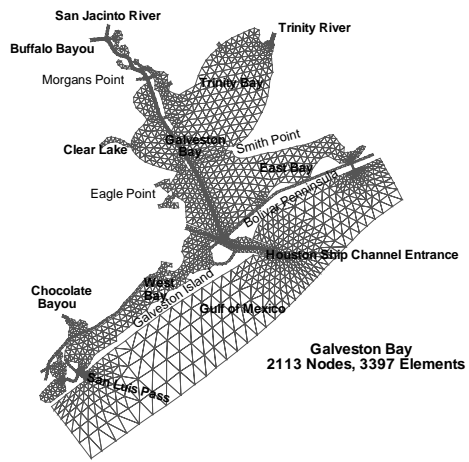 San Jacinto River
Trinity River
Buffalo Bayou
Morgans Point
Trinity Bay
Galveston
Bay
Smith Point
Clear Lake
East Bay
Eagle Point
Bolivar Penninsula
Houston Ship Channel Entrance
Chocolate
Bayou
West
Bay
Galveston Island
Gulf of Mexico
Galveston Bay
2113 Nodes, 3397 Elements
San Luis Pass